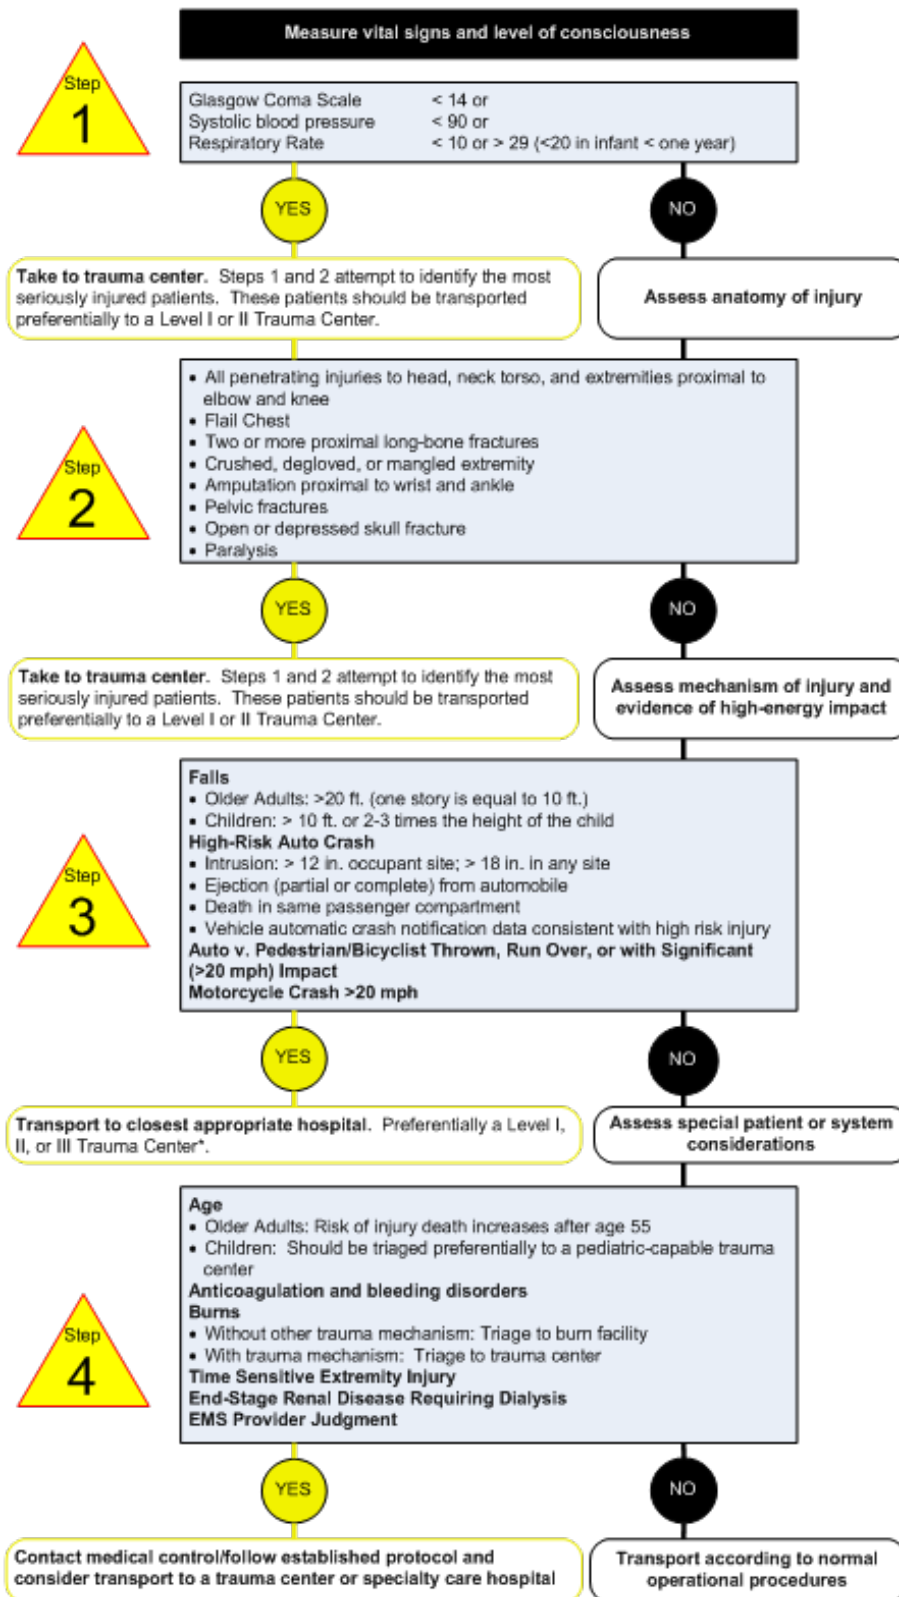 Measure vital signs and level of consciousness
Step
1
Glasgow Coma Scale < 14 or
Systolic blood pressure < 90 or
Respiratory Rate < 10 or > 29 (<20 in infant < one year)
YES
NO
Take to trauma center. Steps 1 and 2 attempt to identify the most
seriously injured patients. These patients should be transported
preferentially to a Level I or II Trauma Center.
Assess anatomy of injury
Step
2
• All penetrating injuries to head, neck torso, and extremities proximal to
elbow and knee
• Flail Chest
• Two or more proximal long-bone fractures
• Crushed, degloved, or mangled extremity
• Amputation proximal to wrist and ankle
• Pelvic fractures
• Open or depressed skull fracture
• Paralysis
YES
NO
Take to trauma center. Steps 1 and 2 attempt to identify the most
seriously injured patients. These patients should be transported
preferentially to a Level I or II Trauma Center.
Assess mechanism of injury and
evidence of high-energy impact
Step
3
Falls
• Older Adults: >20 ft. (one story is equal to 10 ft.)
• Children: > 10 ft. or 2-3 times the height of the child
High-Risk Auto Crash
• Intrusion: > 12 in. occupant site; > 18 in. in any site
• Ejection (partial or complete) from automobile
• Death in same passenger compartment
• Vehicle automatic crash notification data consistent with high risk injury
Auto v. Pedestrian/Bicyclist Thrown, Run Over, or with Significant
(>20 mph) Impact
Motorcycle Crash >20 mph
YES
NO
Transport to closest appropriate hospital. Preferentially a Level I,
II, or III Trauma Center*.
Assess special patient or system
considerations
Step
4
Age
• Older Adults: Risk of injury death increases after age 55
• Children: Should be triaged preferentially to a pediatric-capable trauma
center
Anticoagulation and bleeding disorders
Burns
• Without other trauma mechanism: Triage to burn facility
• With trauma mechanism: Triage to trauma center
Time Sensitive Extremity Injury
End-Stage Renal Disease Requiring Dialysis
EMS Provider Judgment
YES
NO
Contact medical control/follow established protocol and
consider transport to a trauma center or specialty care hospital
Transport according to normal
operational procedures